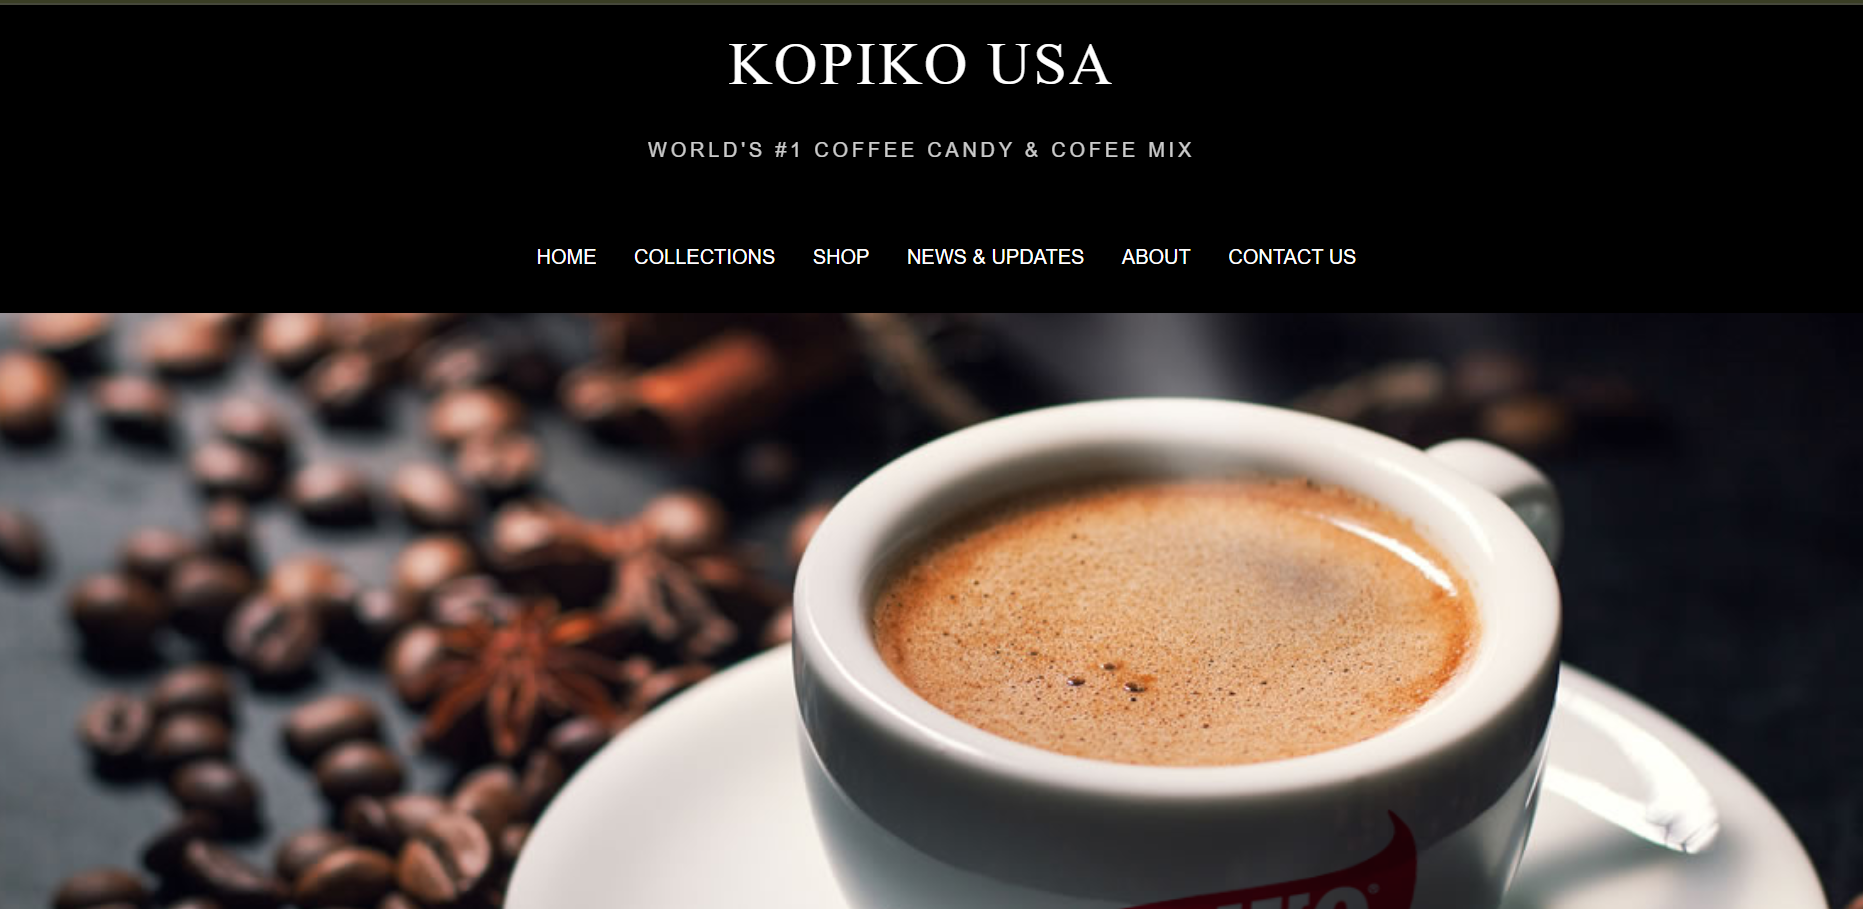 KOPIKO USA
WORLD'S #1 COFFEE CANDY & COFEE MIX
HOME COLLECTIONS SHOP NEWS & UPDATES ABOUT CONTACT US